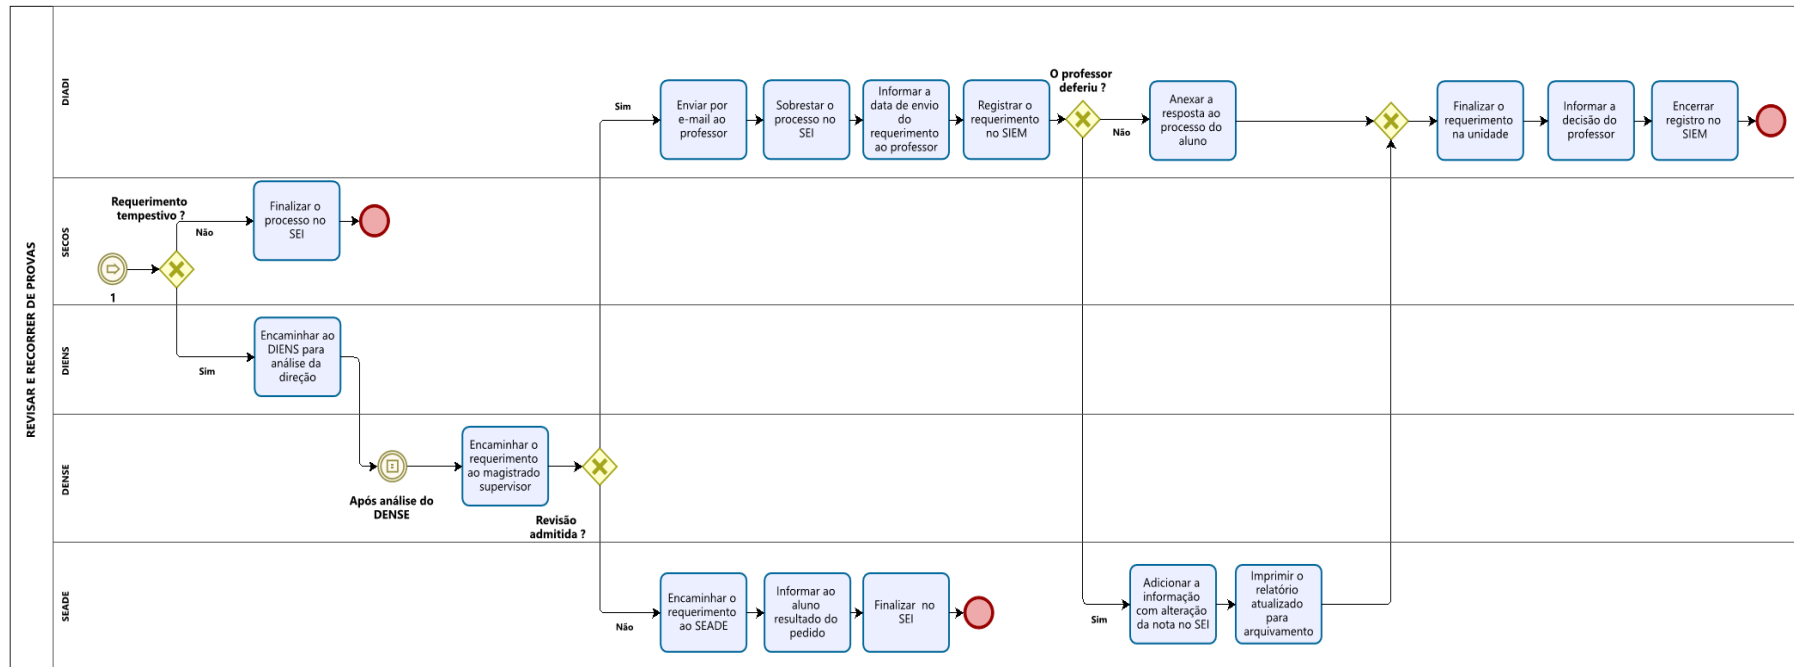 REVISAR E RECORRER DE PROVAS
DIADI
Sim
Enviar por
e-mail ao
professor
Sobrestar o
processo no
SEI
Informar a
data de envio
do
requerimento
ao professor
Registrar o
requerimento
no SIEM
O professor
deferiu ?
Não
Anexar a
resposta ao
processo do
aluno
Finalizar o
requerimento
na unidade
Informar a
decisão do
professor
Encerrar
registro no
SIEM
SECOS
1
Requerimento
tempestivo ?
Não
Finalizar o
processo no
SEI
DIENS
Sim
Encaminhar ao
DIENS para
análise da
direção
DENSE
Após análise do
DENSE
Encaminhar o
requerimento
ao magistrado
supervisor
Revisão
admitida ?
SEADE
Não
Encaminhar o
requerimento
ao SEADE
Informar ao
aluno
resultado do
pedido
Finalizar  no
SEI
Sim
Adicionar a
informação
com alteração
da nota no SEI
Imprimir o
relatório
atualizado
para
arquivamento